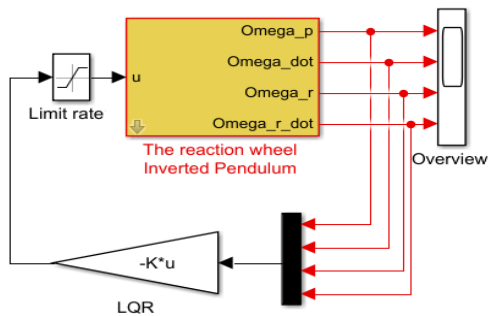 Omega_p
Omega_dot
u
Omega_r
Omega_r_dot
Limit rate
The reaction wheel
Inverted Pendulum
Overview
-K*u
LQR